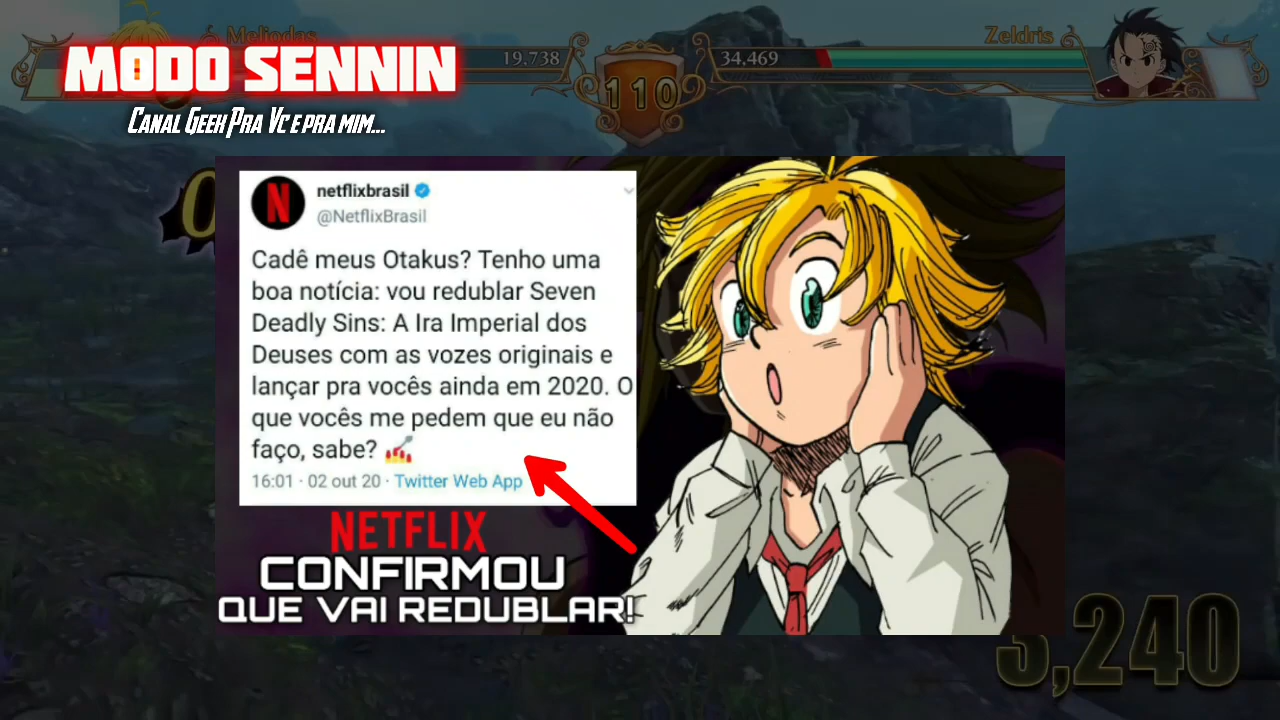 Meliodas
Zeldris
MODO SENNIN
19,738
34,469
110
Canal Geek Pra Vc e pra mim...
netflixbrasil
@NetflixBrasil
Cadê meus Otakus? Tenho uma
boa notícia: vou redublar Seven
Deadly Sins: A Ira Imperial dos
Deuses com as vozes originais e
lançar pra vocês ainda em 2020. O
que vocês me pedem que eu não
faço, sabe?
16:01 · 02 out 20 · Twitter Web App
NETFLIX
CONFIRMOU
QUE VAI REDUBLAR!
3,240